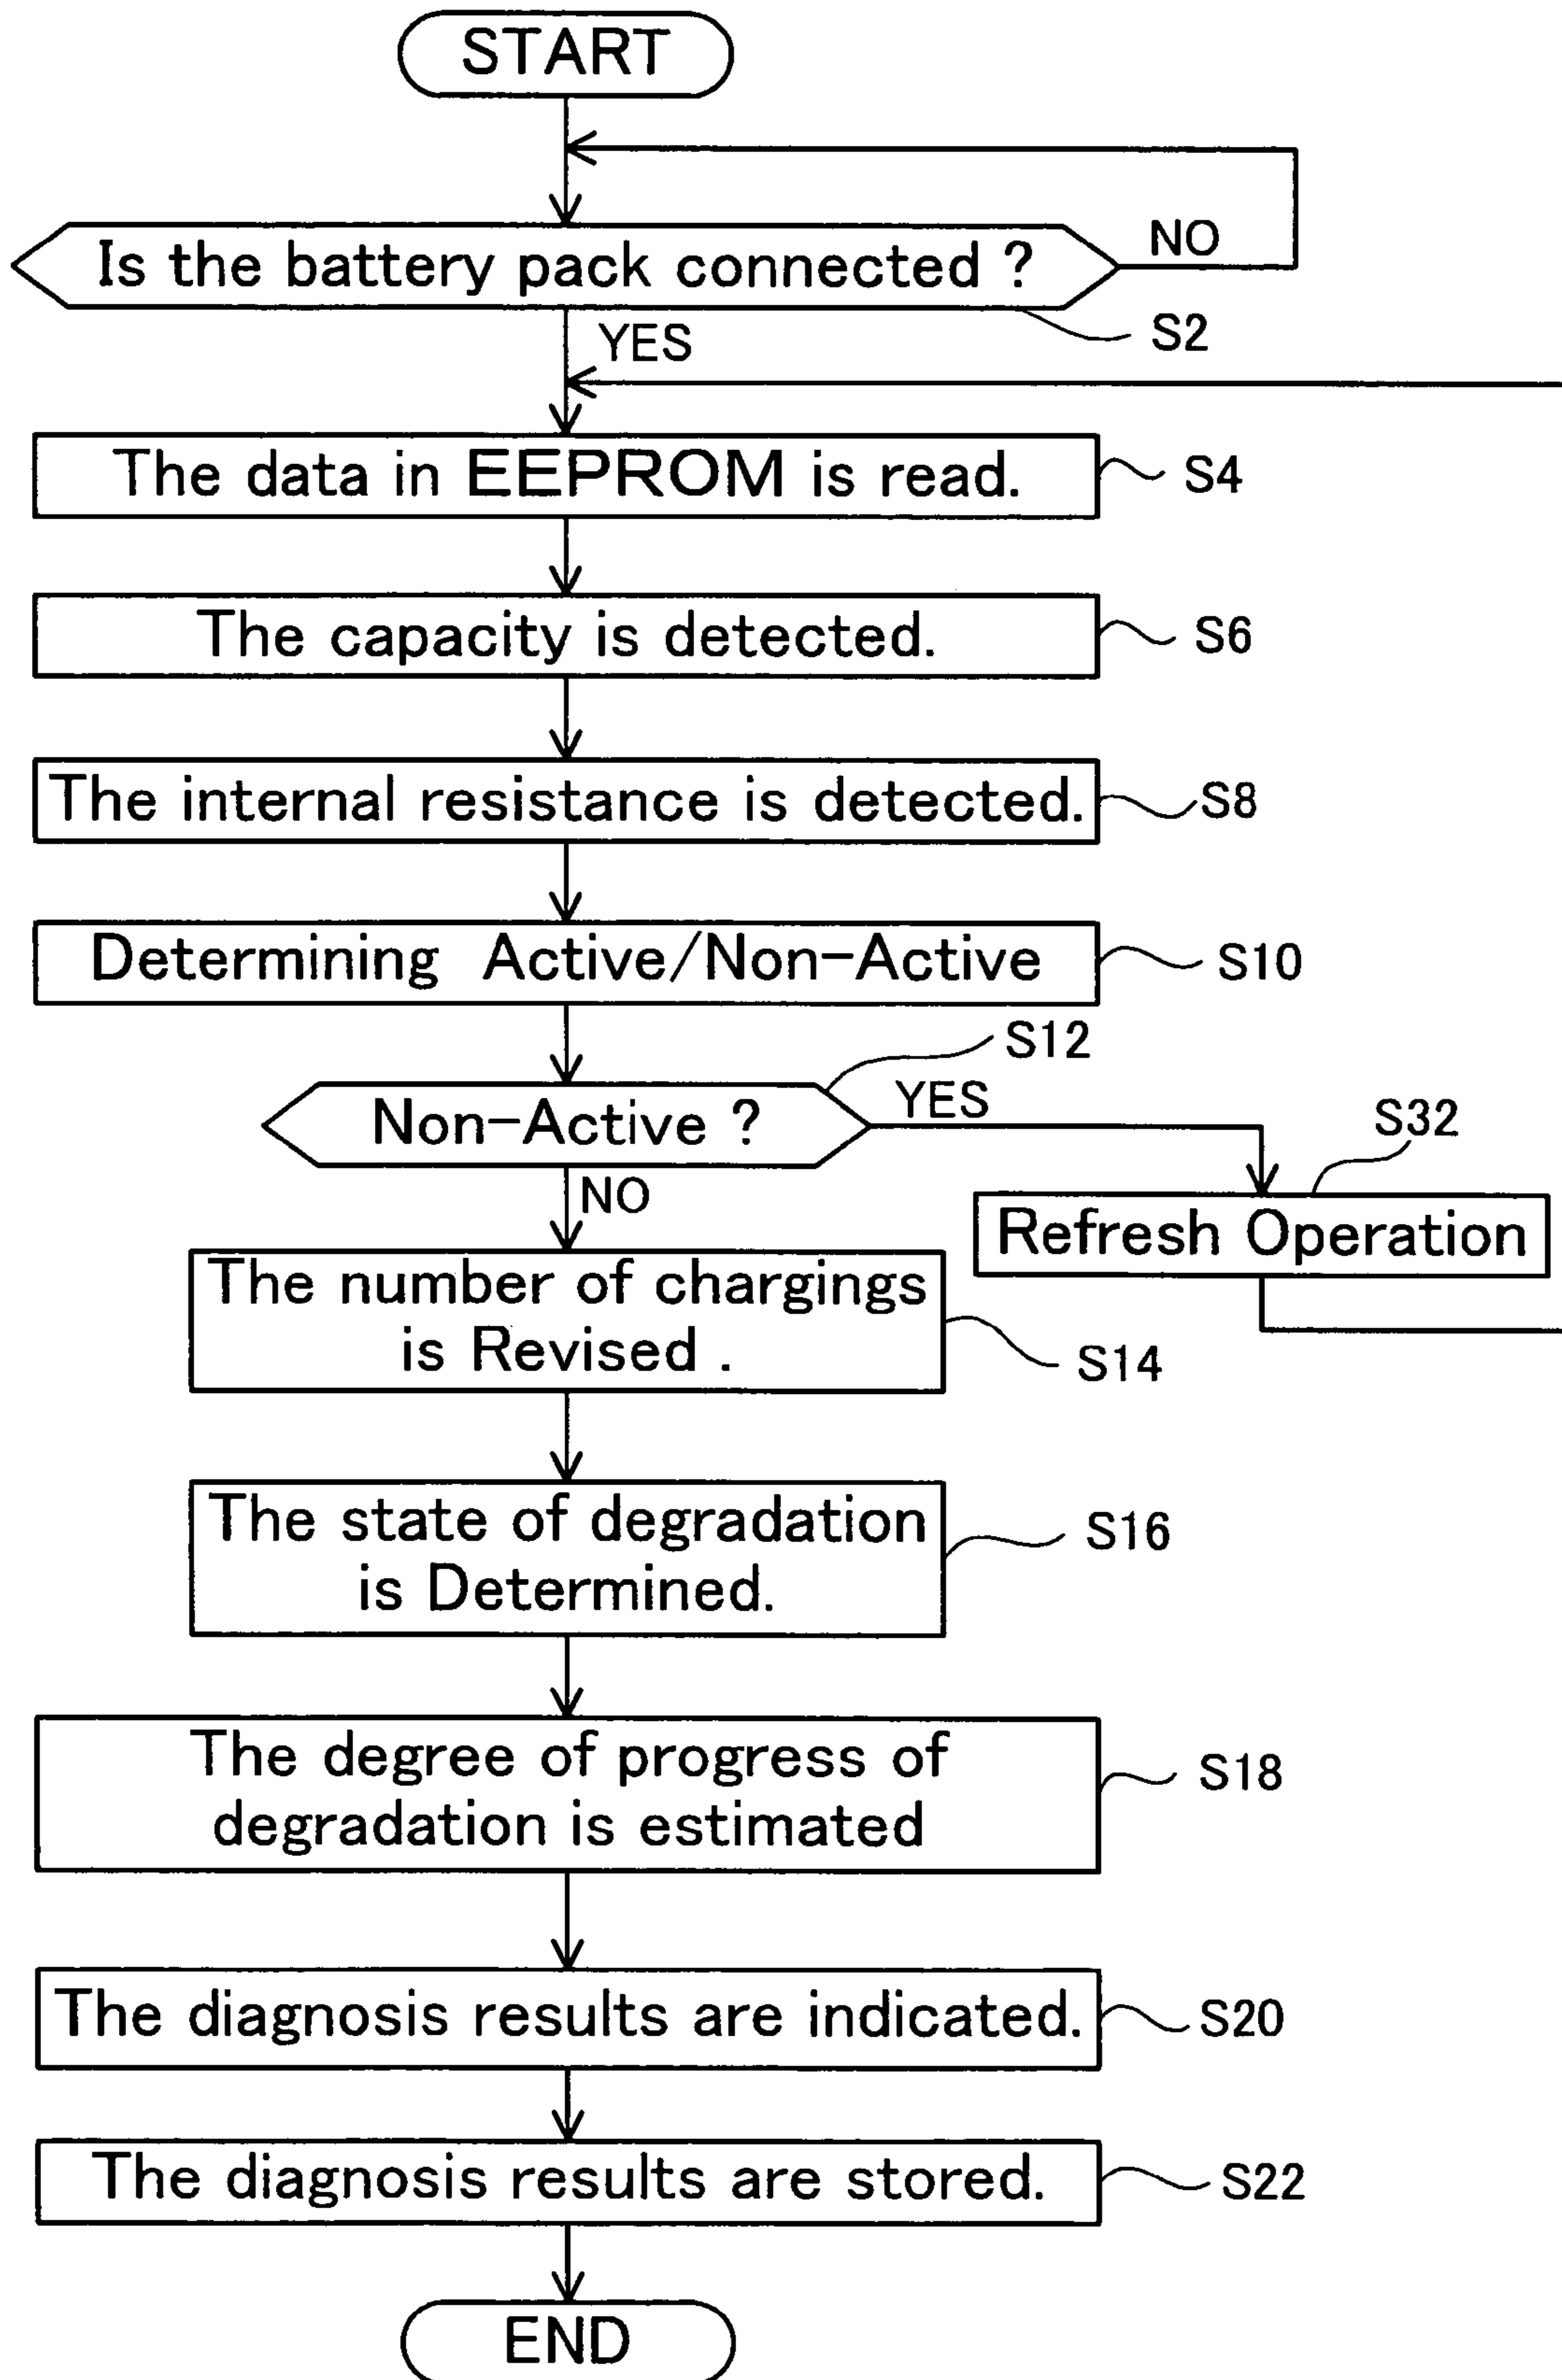 START
NO
Is the battery pack connected ?
S2
YES
The data in EEPROM is read.
S4
The capacity is detected.
S6
The internal resistance is detected.
S8
Determining Active/Non-Active
S10
S12
Non-Active ?
YES
S32
NO
Refresh Operation
The number of chargings
is Revised .
S14
The state of degradation
is Determined.
S16
The degree of progress of
degradation is estimated
S18
The diagnosis results are indicated.
S20
The diagnosis results are stored.
S22
END